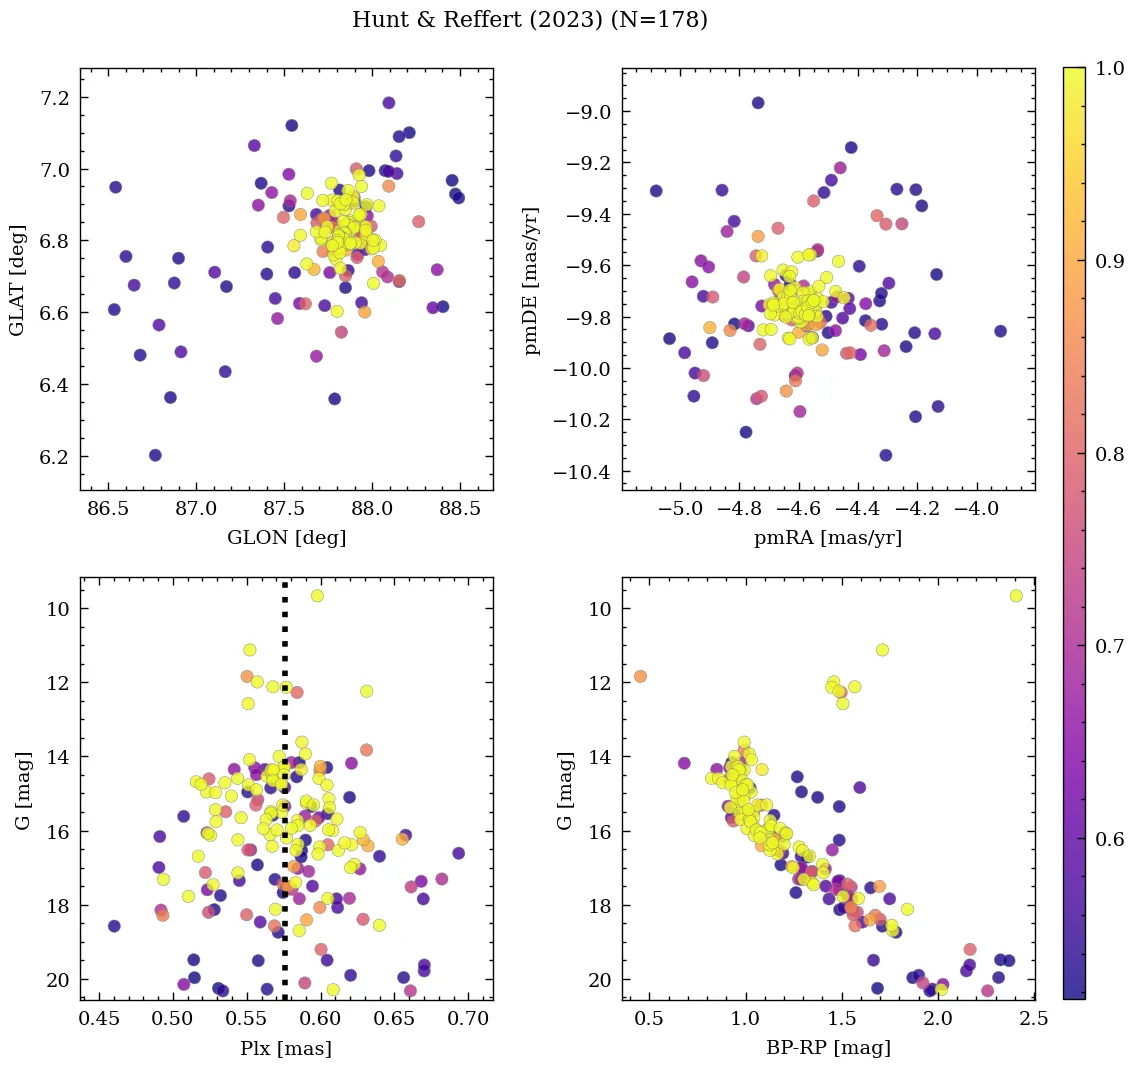 Hunt & Reffert (2023) (N=178)
7.2
7.0
6.8
6.6
6.4
6.2
GLAT [deg]
86.5 87.0 87.5 88.0 88.5
GLON [deg]
−9.0
−9.2
−9.4
−9.6
−9.8
−10.0
−10.2
−10.4
pmDE [mas/yr]
−5.0 −4.8 −4.6 −4.4 −4.2 −4.0
pmRA [mas/yr]
10
12
14
16
18
20
G [mag]
0.45 0.50 0.55 0.60 0.65 0.70
Plx [mas]
10
12
14
16
18
20
G [mag]
0.5 1.0 1.5 2.0 2.5
BP-RP [mag]
1.0
0.9
0.8
0.7
0.6